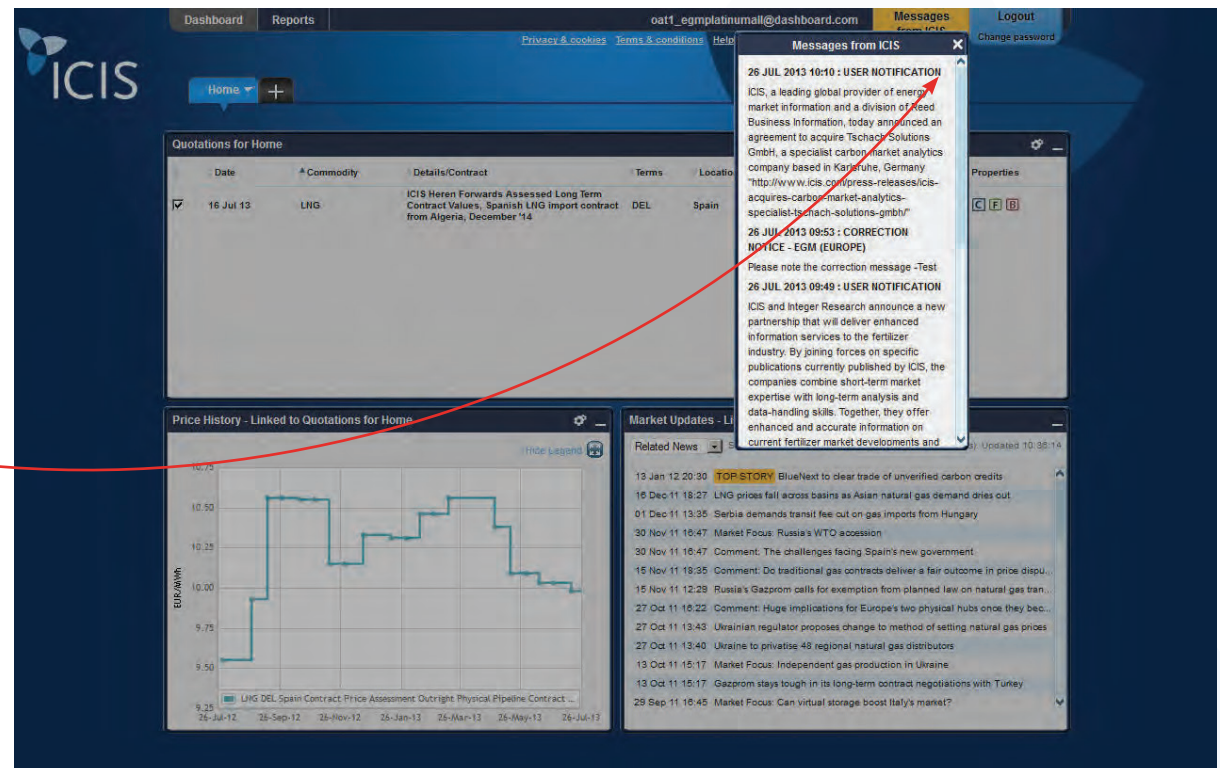 Dashboard
Reports
oat1_egmplatinumall@dashboard.com
Messages
from ICIS
Logout
Change password
Privacy & cookies Terms & conditions Help
ICIS
Home
Messages from ICIS X
26 JUL 2013 10:10 : USER NOTIFICATION
ICIS, a leading global provider of energy
market information and a division of Reed
Business Information, today announced an
agreement to acquire Tschach Solutions
GmbH, a specialist carbon market analytics
company based in Karlsruhe, Germany
"http://www.icis.com/press-releases/icis-
acquires-carbon-market-analytics-
specialist-tschach-solutions-gmbh/"
26 JUL 2013 09:53 : CORRECTION
NOTICE - EGM (EUROPE)
Please note the correction message -Test
26 JUL 2013 09:49 : USER NOTIFICATION
ICIS and Integer Research announce a new
partnership that will deliver enhanced
information services to the fertilizer
industry. By joining forces on specific
publications currently published by ICIS, the
companies combine short-term market
expertise with long-term analysis and
data-handling skills. Together, they offer
enhanced and accurate information on
current fertilizer market developments and
Quotations for Home
Date Commodity Details/Contract Terms Locatio Properties
16 Jul 13 LNG ICIS Heren Forwards Assessed Long Term
Contract Values, Spanish LNG import contract
from Algeria, December '14
DEL Spain C F B
Price History - Linked to Quotations for Home
Hide Legend
10.75
10.50
10.25
10.00
9.75
9.50
9.25
EUR/MWh
LNG DEL Spain Contract Price Assessment Outright Physical Pipeline Contract ...
26-Jul-12 26-Sep-12 26-Nov-12 26-Jan-13 26-Mar-13 26-May-13 26-Jul-13
Market Updates - Li
Related News Updated 10:36:14
13 Jan 12 20:30 TOP STORY BlueNext to clear trade of unverified carbon credits
16 Dec 11 18:27 LNG prices fall across basins as Asian natural gas demand dries out
01 Dec 11 13:35 Serbia demands transit fee cut on gas imports from Hungary
30 Nov 11 16:47 Market Focus: Russia's WTO accession
30 Nov 11 16:47 Comment: The challenges facing Spain's new government
15 Nov 11 18:35 Comment: Do traditional gas contracts deliver a fair outcome in price dispu...
15 Nov 11 12:29 Russia's Gazprom calls for exemption from planned law on natural gas tran...
27 Oct 11 16:22 Comment: Huge implications for Europe's two physical hubs once they bec...
27 Oct 11 13:43 Ukrainian regulator proposes change to method of setting natural gas prices
27 Oct 11 13:40 Ukraine to privatise 48 regional natural gas distributors
13 Oct 11 15:17 Market Focus: Independent gas production in Ukraine
13 Oct 11 15:17 Gazprom stays tough in its long-term contract negotiations with Turkey
29 Sep 11 16:45 Market Focus: Can virtual storage boost Italy's market?